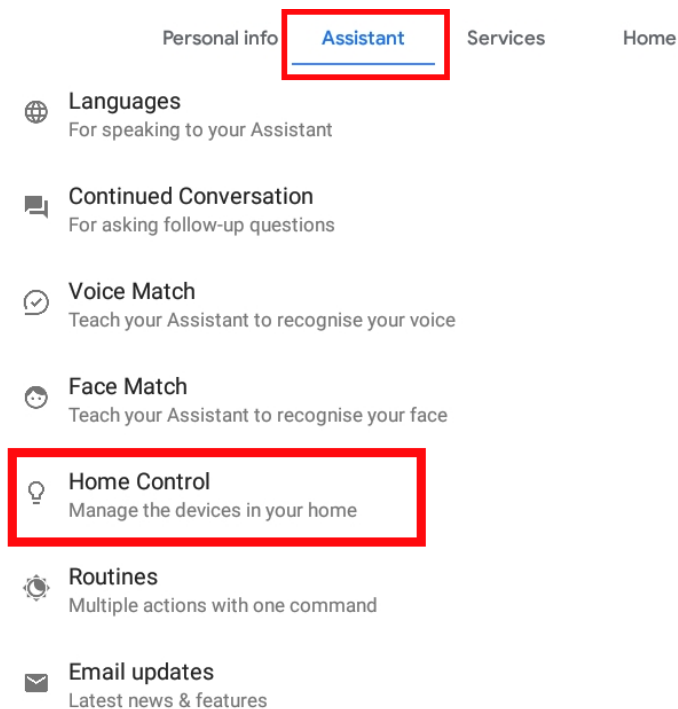 Personal info Assistant Services Home
Languages
For speaking to your Assistant
Continued Conversation
For asking follow-up questions
Voice Match
Teach your Assistant to recognise your voice
Face Match
Teach your Assistant to recognise your face
Home Control
Manage the devices in your home
Routines
Multiple actions with one command
Email updates
Latest news & features